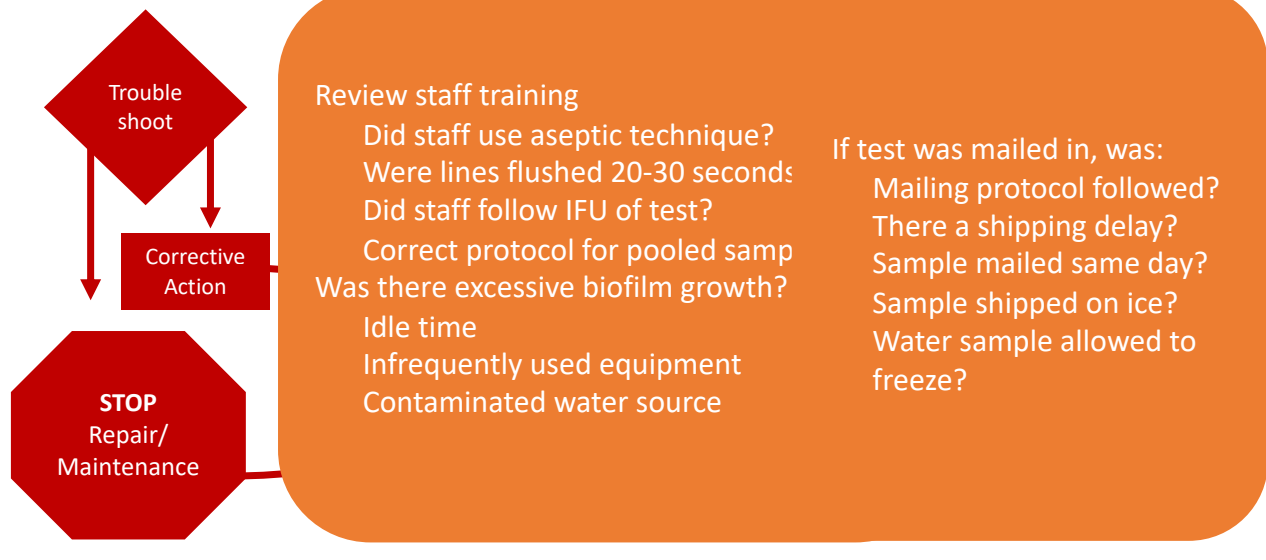 Trouble
shoot
Corrective
Action
STOP
Repair/
Maintenance
Review staff training
Did staff use aseptic technique?
Were lines flushed 20-30 seconds
Did staff follow IFU of test?
Correct protocol for pooled samp
Was there excessive biofilm growth?
Idle time
Infrequently used equipment
Contaminated water source
If test was mailed in, was:
Mailing protocol followed?
There a shipping delay?
Sample mailed same day?
Sample shipped on ice?
Water sample allowed to
freeze?